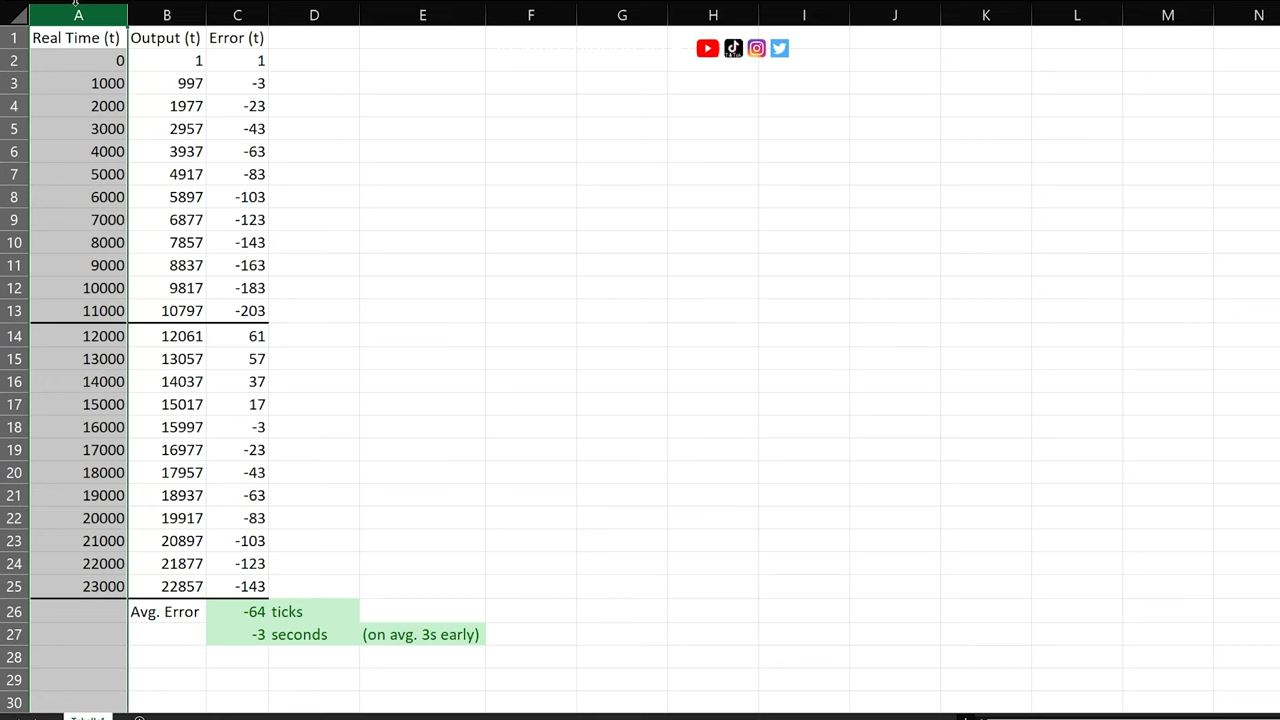 A B C D E F G H I J K L M N
1 Real Time (t) Output (t) Error (t)
2 0 1 1
3 1000 997 -3
4 2000 1977 -23
5 3000 2957 -43
6 4000 3937 -63
7 5000 4917 -83
8 6000 5897 -103
9 7000 6877 -123
10 8000 7857 -143
11 9000 8837 -163
12 10000 9817 -183
13 11000 10797 -203
14 12000 12061 61
15 13000 13057 57
16 14000 14037 37
17 15000 15017 17
18 16000 15997 -3
19 17000 16977 -23
20 18000 17957 -43
21 19000 18937 -63
22 20000 19917 -83
23 21000 20897 -103
24 22000 21877 -123
25 23000 22857 -143
26 Avg. Error -64 ticks
27 -3 seconds (on avg. 3s early)
28
29
30